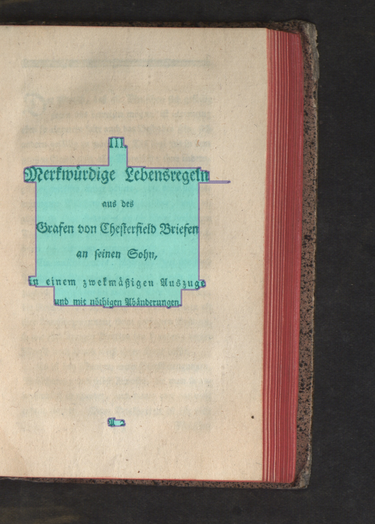 III.
Merkwürdige Lebensregeln
aus des
Grafen von Chesterfield Briefen
an seinen Sohn,
in einem zwekmäßigen Auszuge
und mit nöthigen Abänderungen.